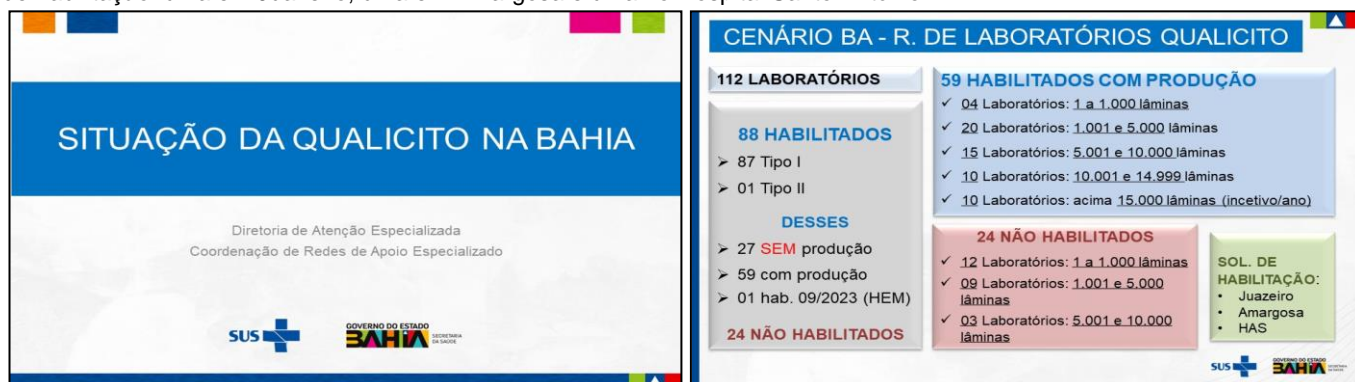 SITUAÇÃO DA QUALICITO NA BAHIA
Diretoria de Atenção Especializada
Coordenação de Redes de Apoio Especializado
SUS
GOVERNO DO ESTADO
BAHIA
SECRETARIA
DA SAÚDE
CENÁRIO BA - R. DE LABORATÓRIOS QUALICITO
112 LABORATÓRIOS
88 HABILITADOS
➢ 87 Tipo I
➢ 01 Tipo II
DESSES
➢ 27 SEM produção
➢ 59 com produção
➢ 01 hab. 09/2023 (HEM)
24 NÃO HABILITADOS
59 HABILITADOS COM PRODUÇÃO
✓ 04 Laboratórios: 1 a 1.000 lâminas
✓ 20 Laboratórios: 1.001 e 5.000 lâminas
✓ 15 Laboratórios: 5.001 e 10.000 lâminas
✓ 10 Laboratórios: 10.001 e 14.999 lâminas
✓ 10 Laboratórios: acima 15.000 lâminas (incetivo/ano)
24 NÃO HABILITADOS
✓ 12 Laboratórios: 1 a 1.000 lâminas
✓ 09 Laboratórios: 1.001 e 5.000
lâminas
✓ 03 Laboratórios: 5.001 e 10.000
lâminas
SOL. DE
HABILITAÇÃO:
• Juazeiro
• Amargosa
• HAS
SUS
GOVERNO DO ESTADO
BAHIA